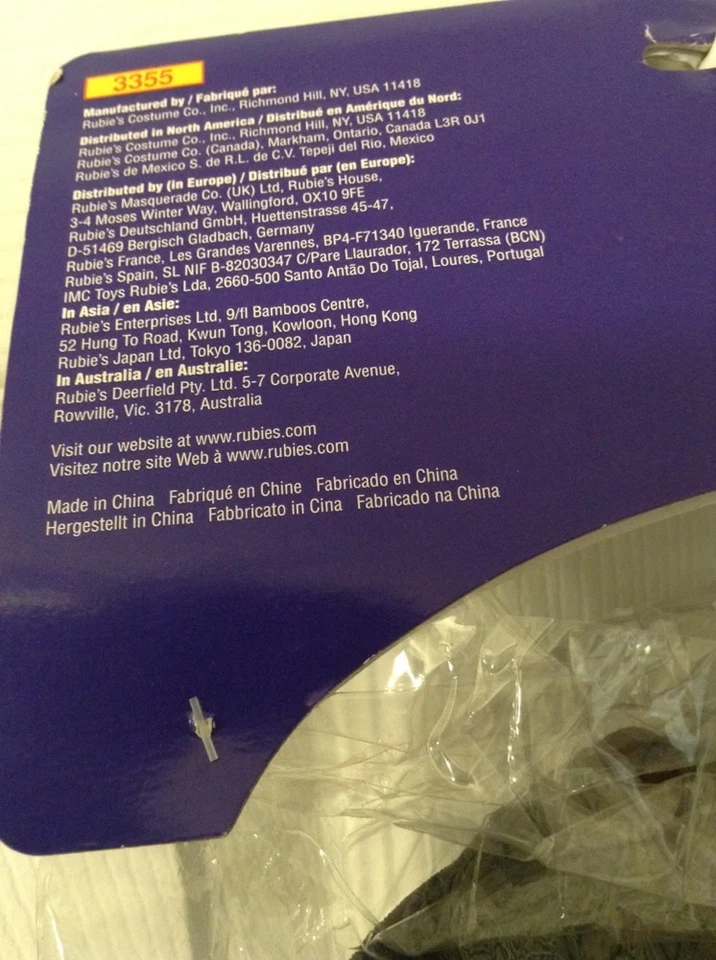 3355
Manufactured by / Fabriqué par:
Rubie's Costume Co., Inc., Richmond Hill, NY, USA 11418
Distributed in North America / Distribué en Amérique du Nord:
Rubie's Costume Co., Inc., Richmond Hill, NY, USA 11418
Rubie's Costume Co. (Canada), Markham, Ontario, Canada L3R 0J1
Rubie's de Mexico S. de R.L. de C.V. Tepeji del Rio, Mexico
Distributed by (in Europe) / Distribué par (en Europe):
Rubie's Masquerade Co. (UK) Ltd, Rubie's House,
3-4 Moses Winter Way, Wallingford, OX10 9FE
Rubie's Deutschland GmbH, Huettenstrasse 45-47,
D-51469 Bergisch Gladbach, Germany
Rubie's France, Les Grandes Varennes, BP4-F71340 Iguerande, France
Rubie's Spain, SL NIF B-82030347 C/Pare Llaurador, 172 Terrassa (BCN)
IMC Toys Rubie's Lda, 2660-500 Santo Antão Do Tojal, Loures, Portugal
In Asia / en Asie:
Rubie's Enterprises Ltd, 9/fl Bamboos Centre,
52 Hung To Road, Kwun Tong, Kowloon, Hong Kong
Rubie's Japan Ltd, Tokyo 136-0082, Japan
In Australia / en Australie:
Rubie's Deerfield Pty. Ltd. 5-7 Corporate Avenue,
Rowville, Vic. 3178, Australia
Visit our website at www.rubies.com
Visitez notre site Web à www.rubies.com
Made in China Fabriqué en Chine Fabricado en China
Hergestellt in China Fabbricato in Cina Fabricado na China